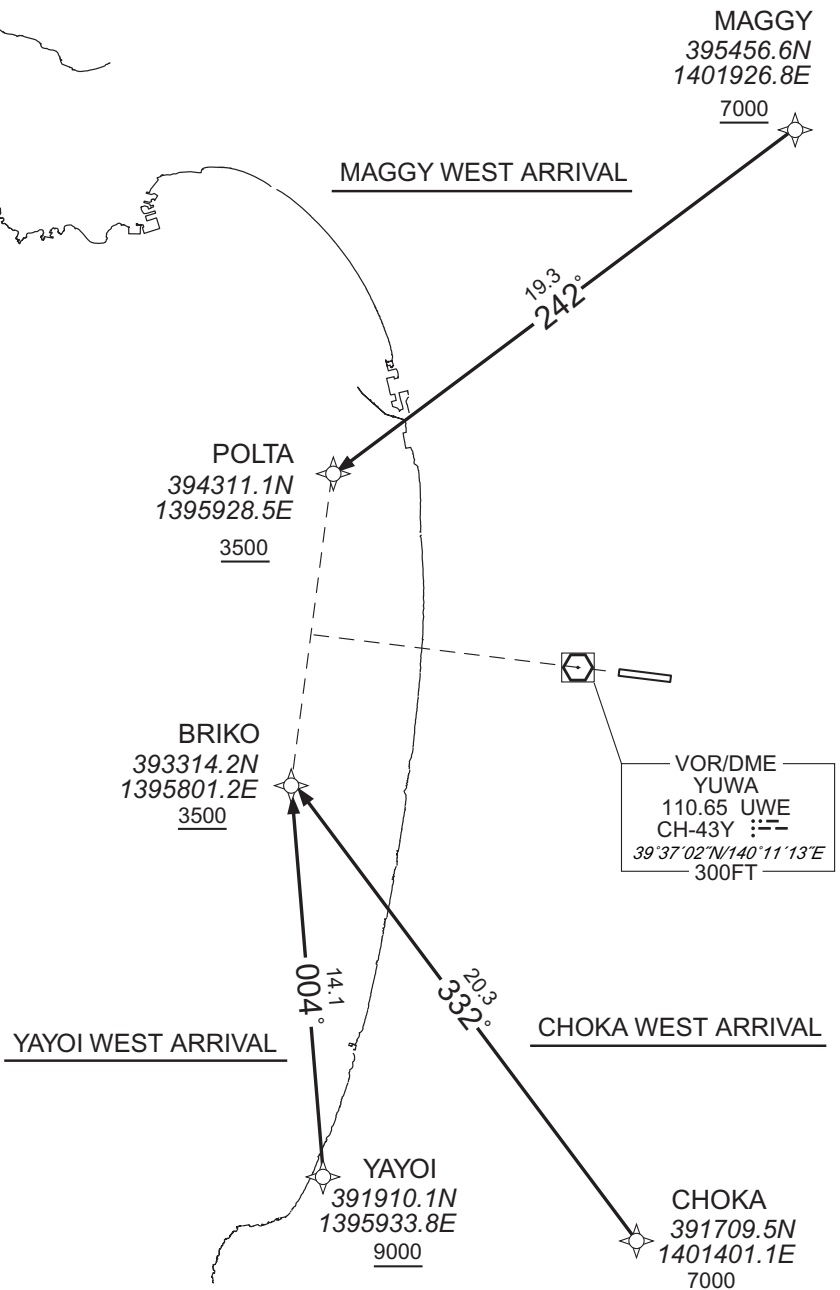 MAGGY
395456.6N
1401926.8E
7000
MAGGY WEST ARRIVAL
19.3
242°
POLTA
394311.1N
1395928.5E
3500
BRIKO
393314.2N
1395801.2E
3500
VOR/DME
YUWA
110.65 UWE
CH-43Y
39°37´02˝N/140°11´13˝E
300FT
14.1
004°
20.3
332°
YAYOI WEST ARRIVAL
CHOKA WEST ARRIVAL
YAYOI
391910.1N
1395933.8E
9000
CHOKA
391709.5N
1401401.1E
7000